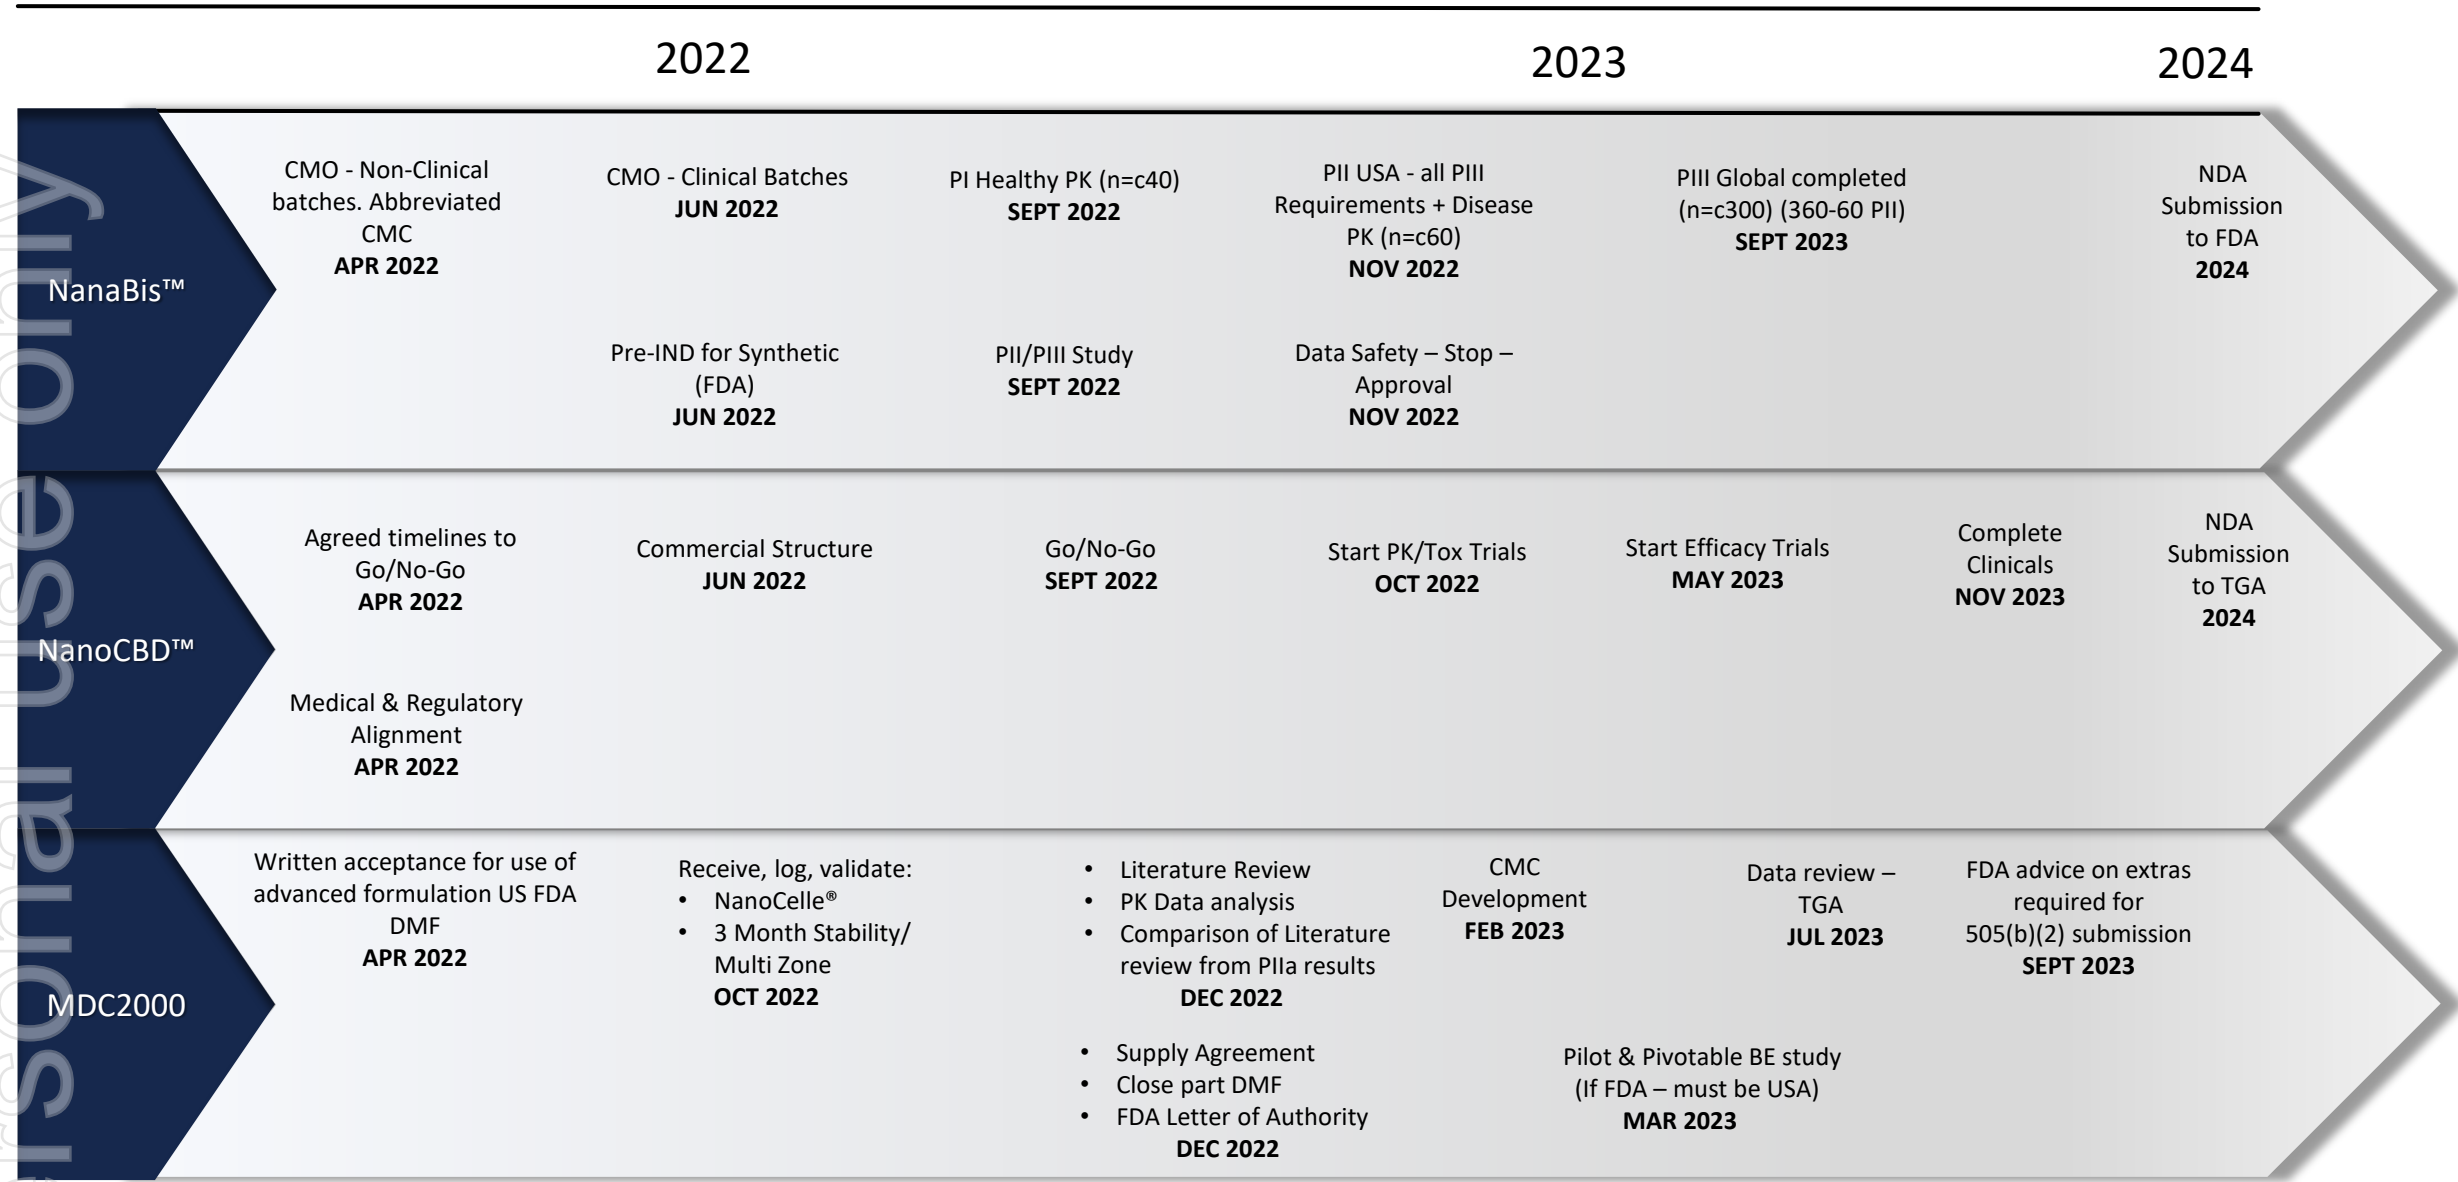 2022
2023
2024
NanaBis™
CMO - Non-Clinical
batches. Abbreviated
CMC
APR 2022
CMO - Clinical Batches
JUN 2022
PI Healthy PK (n=c40)
SEPT 2022
PII USA - all PIII
Requirements + Disease
PK (n=c60)
NOV 2022
PIII Global completed
(n=c300) (360-60 PII)
SEPT 2023
NDA
Submission
to FDA
2024
Pre-IND for Synthetic
(FDA)
JUN 2022
PII/PIII Study
SEPT 2022
Data Safety – Stop –
Approval
NOV 2022
NanoCBD™
Agreed timelines to
Go/No-Go
APR 2022
Commercial Structure
JUN 2022
Go/No-Go
SEPT 2022
Start PK/Tox Trials
OCT 2022
Start Efficacy Trials
MAY 2023
Complete
Clinicals
NOV 2023
NDA
Submission
to TGA
2024
Medical & Regulatory
Alignment
APR 2022
MDC2000
Written acceptance for use of
advanced formulation US FDA
DMF
APR 2022
Receive, log, validate:
• NanoCelle®
• 3 Month Stability/
Multi Zone
OCT 2022
• Literature Review
• PK Data analysis
• Comparison of Literature
review from PIIa results
DEC 2022
CMC
Development
FEB 2023
Data review –
TGA
JUL 2023
FDA advice on extras
required for
505(b)(2) submission
SEPT 2023
• Supply Agreement
• Close part DMF
• FDA Letter of Authority
DEC 2022
Pilot & Pivotable BE study
(If FDA – must be USA)
MAR 2023
rsonal use only